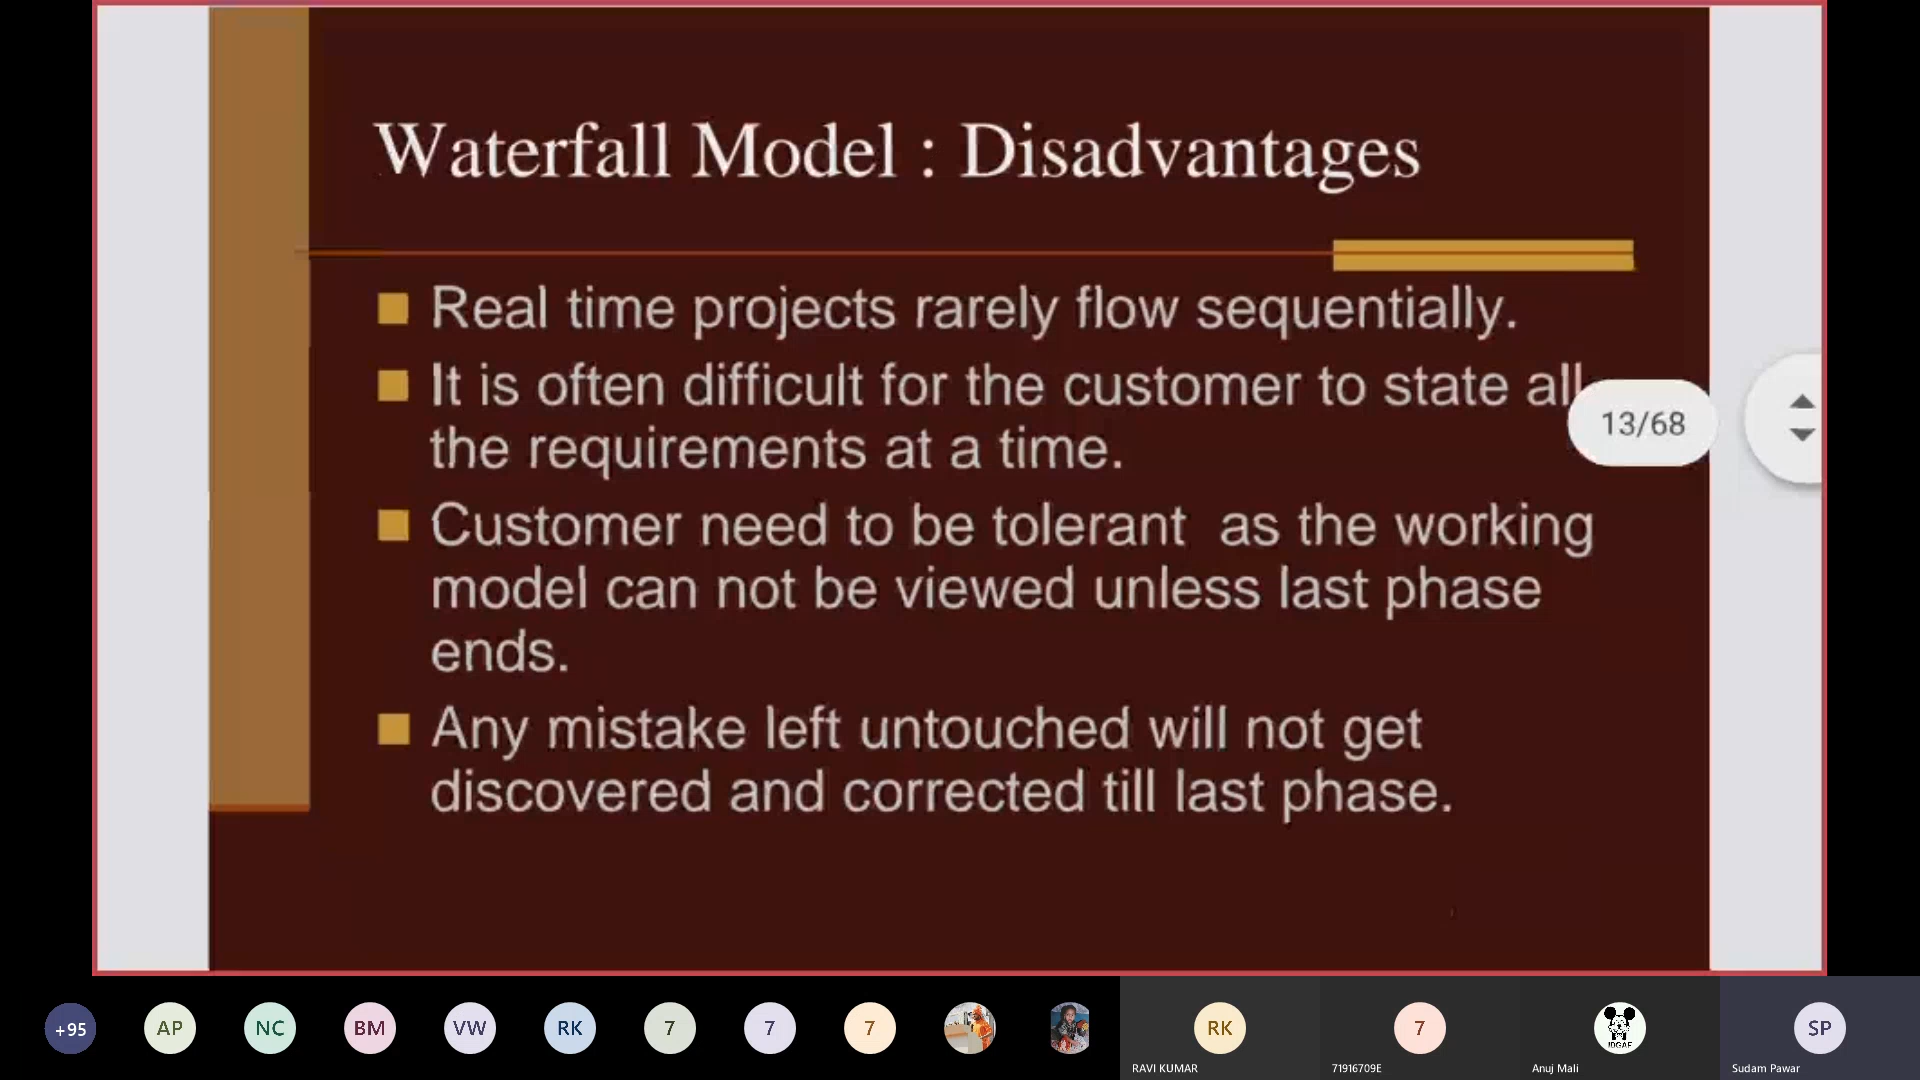 Waterfall Model : Disadvantages
Real time projects rarely flow sequentially.
It is often difficult for the customer to state all
the requirements at a time.
13/68
Customer need to be tolerant as the working
model can not be viewed unless last phase
ends.
Any mistake left untouched will not get
discovered and corrected till last phase.
+95 AP NC BM VW RK 7 7 7 RK 7 IDGAF SP
RAVI KUMAR 71916709E Anuj Mali Sudam Pawar